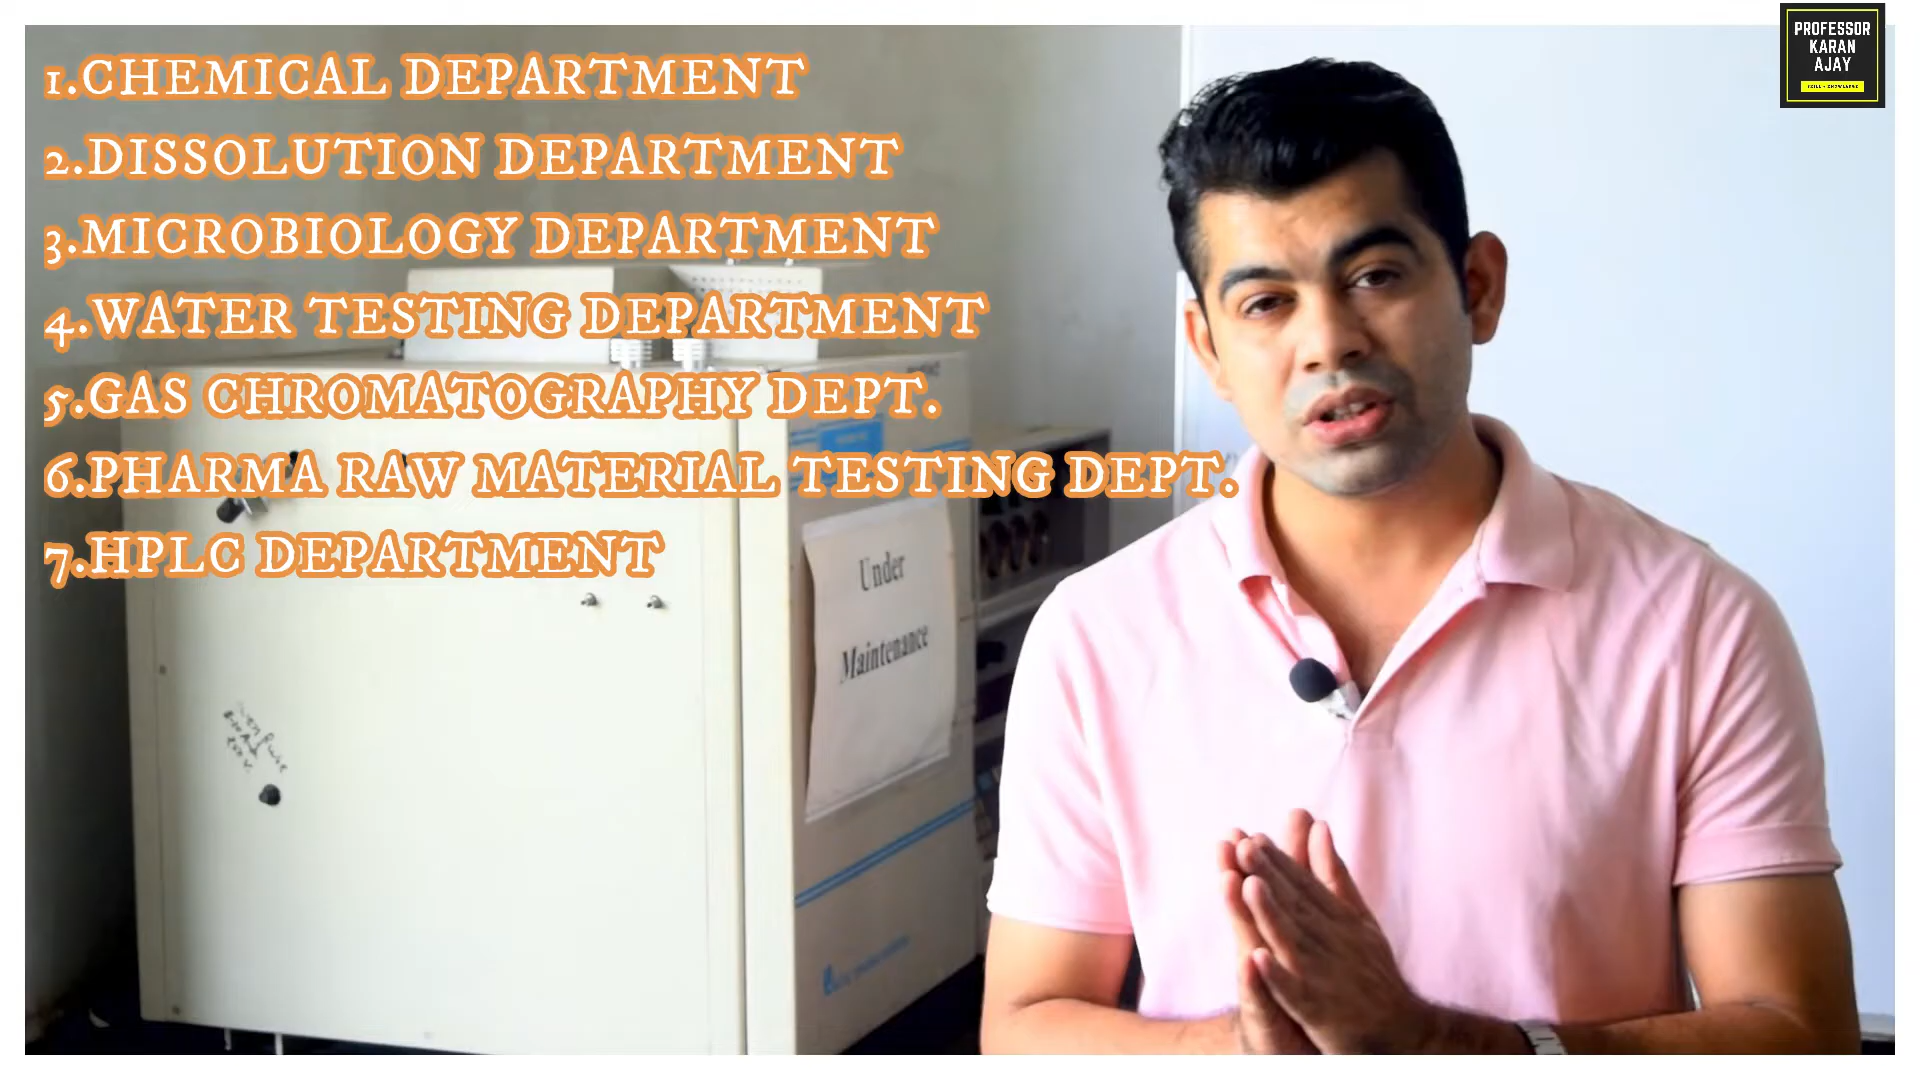 1.CHEMICAL DEPARTMENT
2.DISSOLUTION DEPARTMENT
3.MICROBIOLOGY DEPARTMENT
4.WATER TESTING DEPARTMENT
5.GAS CHROMATOGRAPHY DEPT.
6.PHARMA RAW MATERIAL TESTING DEPT.
7.HPLC DEPARTMENT
PROFESSOR
KARAN
AJAY
Under
Maintenance